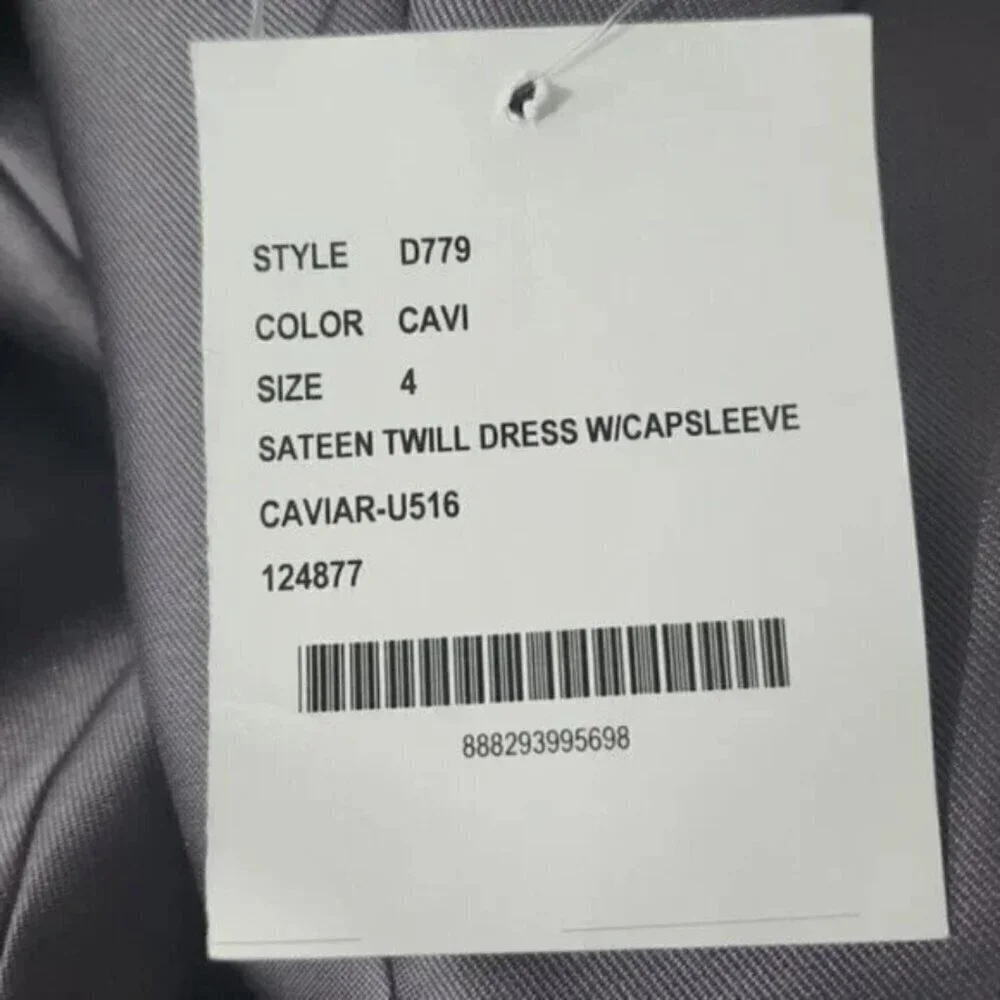 STYLE D779
COLOR CAVI
SIZE 4
SATEEN TWILL DRESS W/CAPSLEEVE
CAVIAR-U516
124877
888293995698